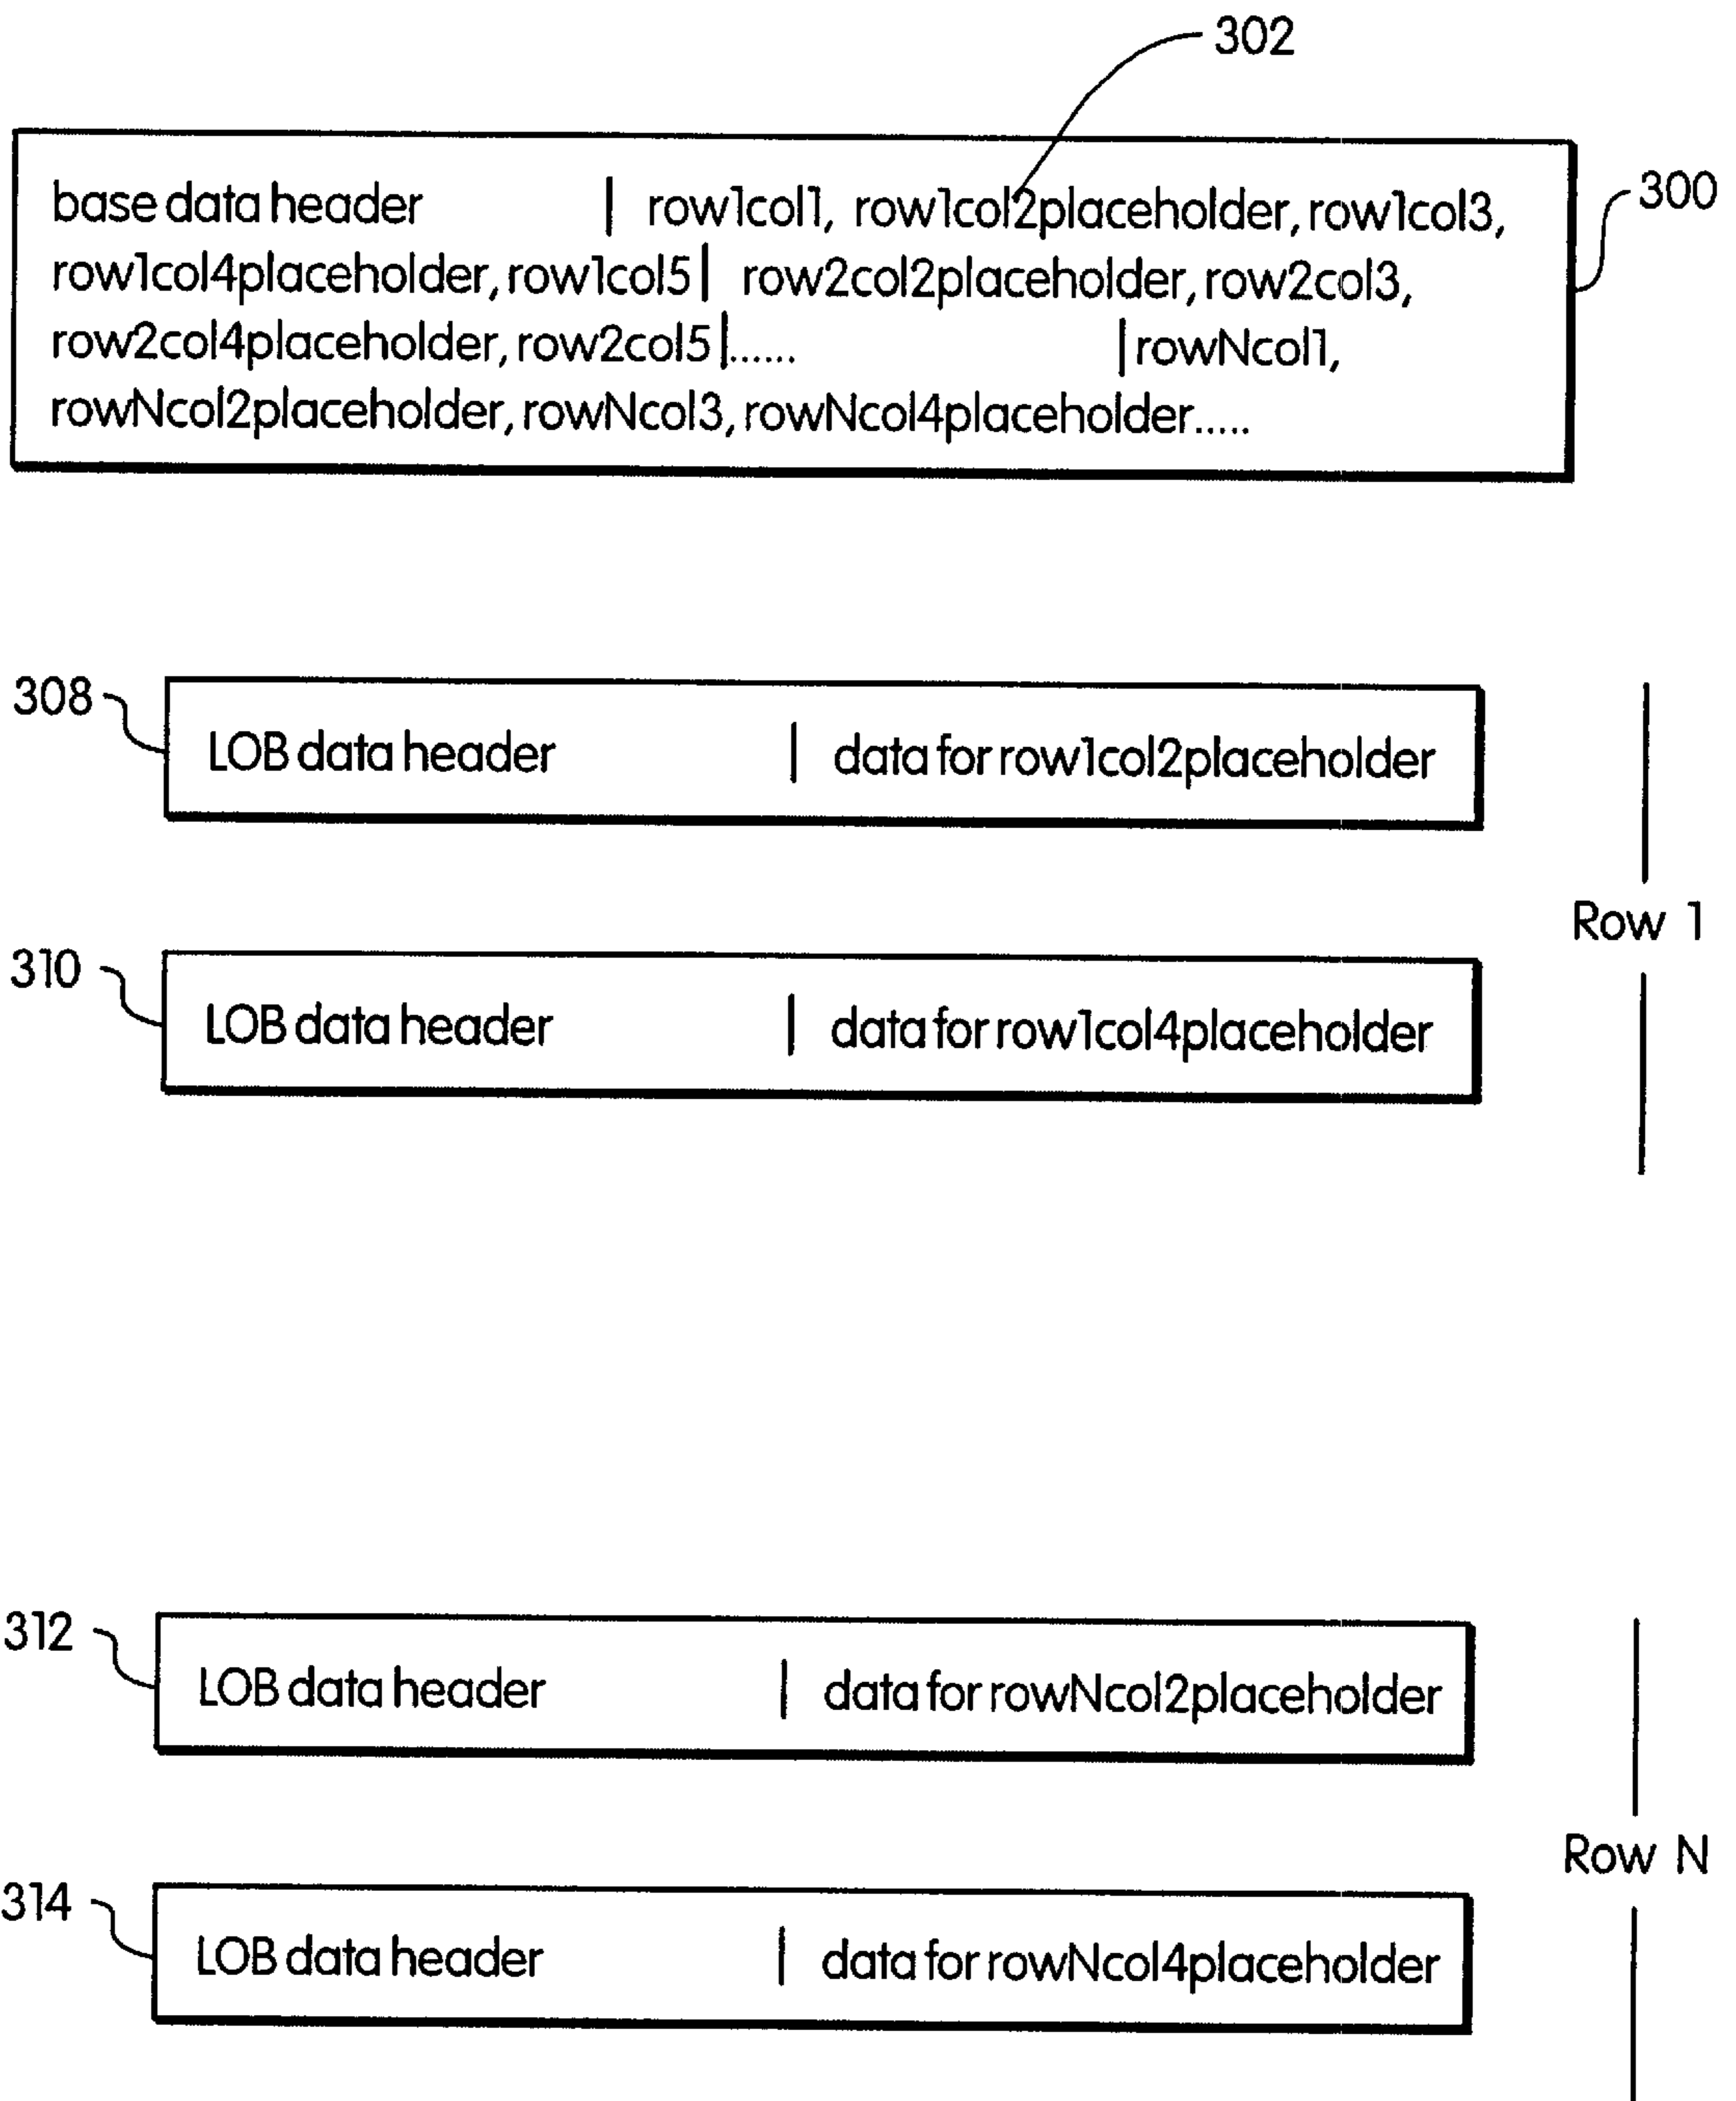 302
base data header | row1col1, row1col2placeholder, row1col3,
300
row1col4placeholder, row1col5 | row2col2placeholder, row2col3,
row2col4placeholder, row2col5 |...... | rowNcol1,
rowNcol2placeholder, rowNcol3, rowNcol4placeholder.....
308
LOB data header | data for row1col2placeholder
Row 1
310
LOB data header | data for row1col4placeholder
312
LOB data header | data for rowNcol2placeholder
Row N
314
LOB data header | data for rowNcol4placeholder